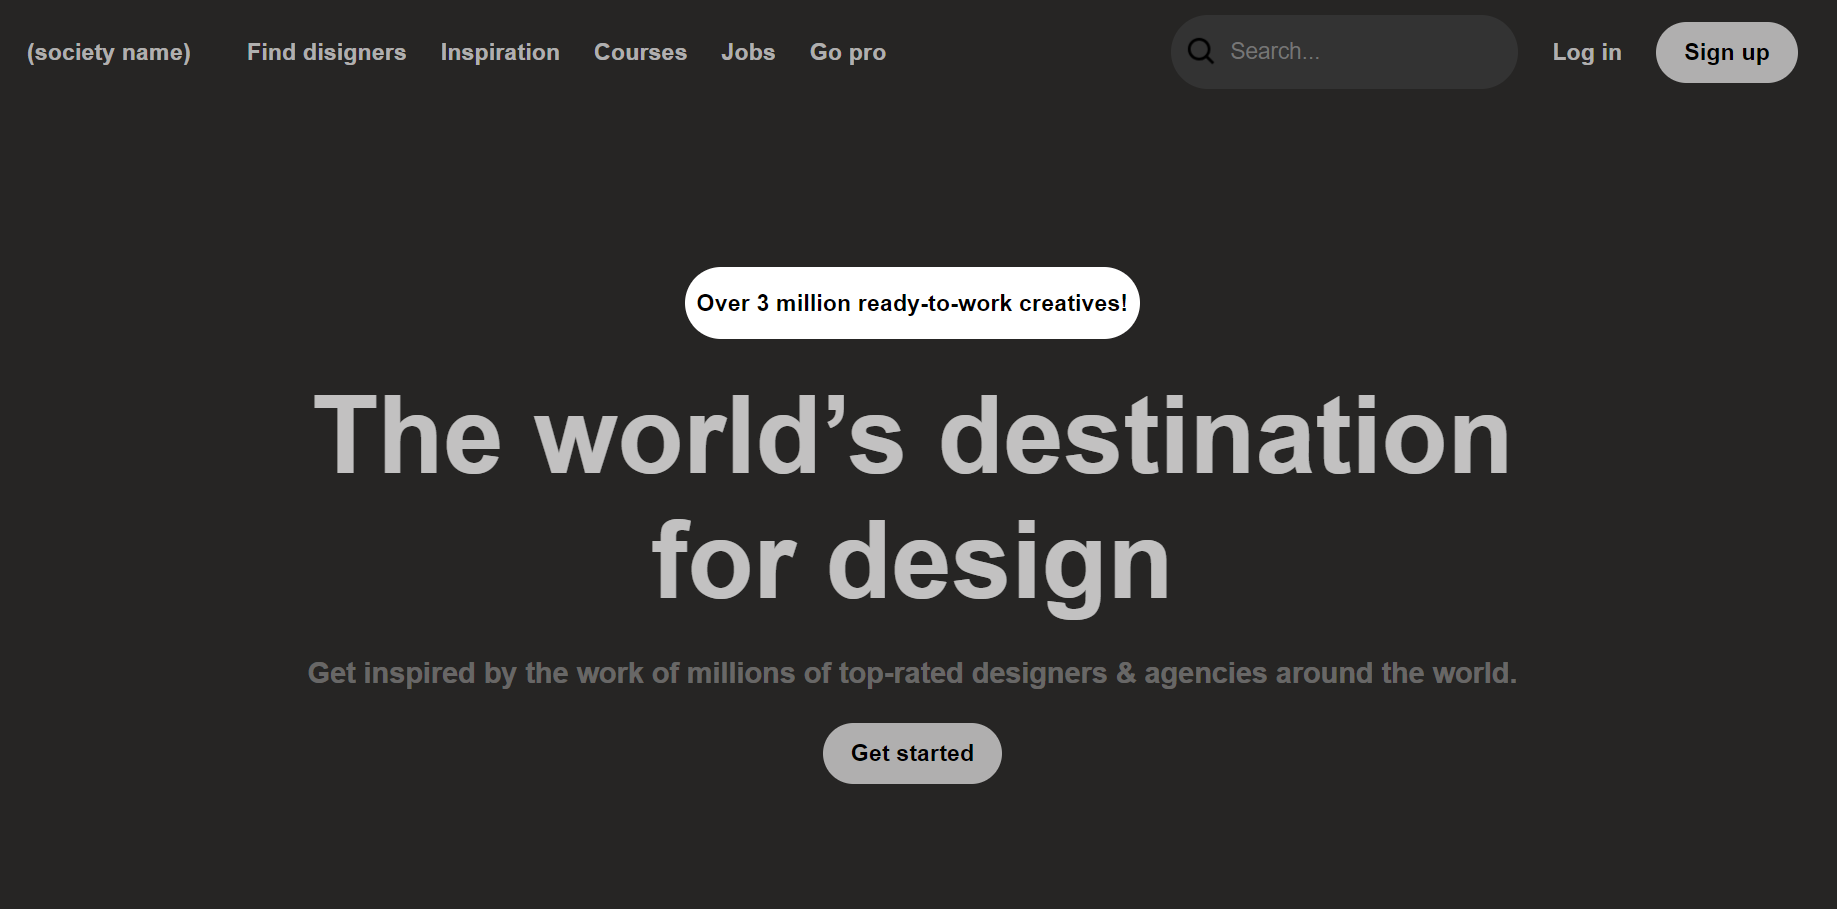 (society name) Find disigners Inspiration Courses Jobs Go pro Search... Log in Sign up
Over 3 million ready-to-work creatives!
The world’s destination
for design
Get inspired by the work of millions of top-rated designers & agencies around the world.
Get started